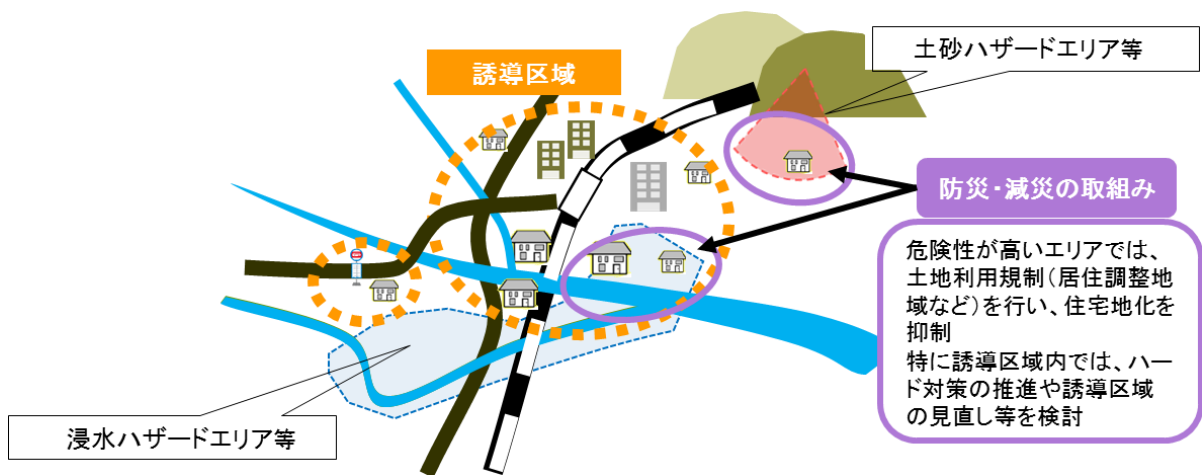 土砂ハザードエリア等
誘導区域
防災・減災の取組み
危険性が高いエリアでは、
土地利用規制(居住調整地
域など)を行い、住宅地化を
抑制
特に誘導区域内では、ハー
ド対策の推進や誘導区域
の見直し等を検討
浸水ハザードエリア等